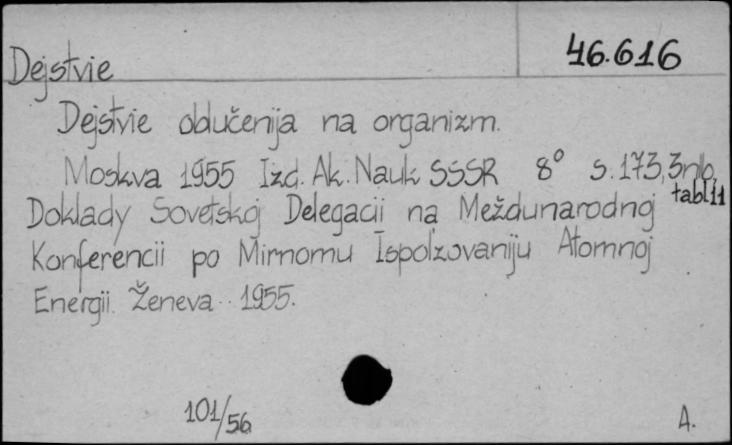 46.616
Dejstvie
Dejstvie oblučenija na organizm.
Moskva 1955 Izd. Ak. Nauk SSSR 8° s. 173, 3nlb,
tabl 11
Doklady Sovetskoj Delegacii na Meždunarodnoj
Konferencii po Mirnomu Ispolzovaniju Atomnoj
Energii. Ženeva 1955.
101/56
A.